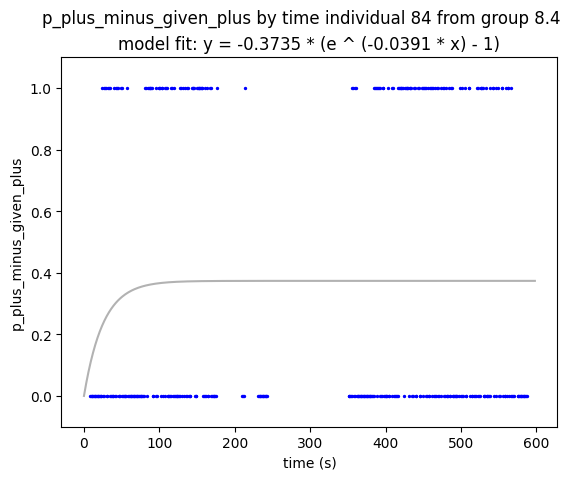 p_plus_minus_given_plus by time individual 84 from group 8.4
model fit: y = -0.3735 * (e ^ (-0.0391 * x) - 1)
p_plus_minus_given_plus
1.0
0.8
0.6
0.4
0.2
0.0
0 100 200 300 400 500 600
time (s)